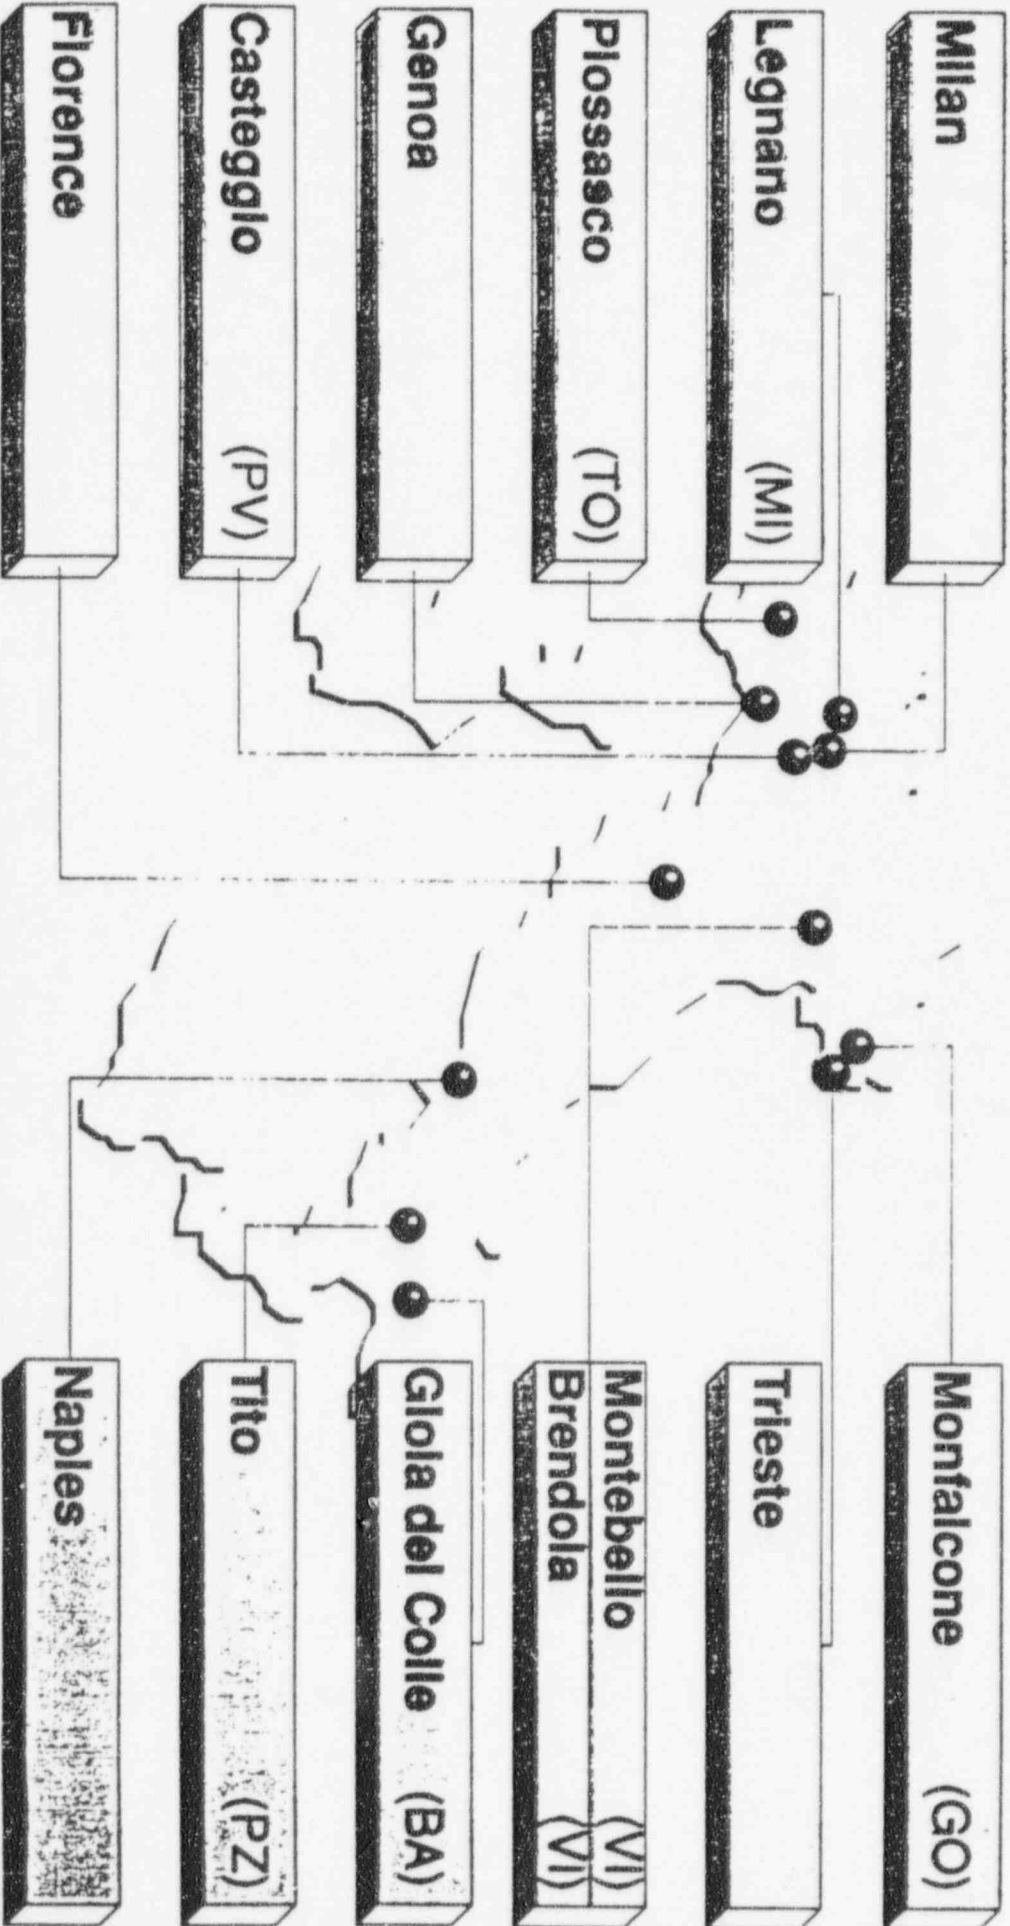 Milan
Legnano (MI)
Piossasco (TO)
Genoa
Casteggio (PV)
Florence
Monfalcone (GO)
Trieste
Montebello (VI)
Brendola (VI)
Gioia del Colle (BA)
Tito (PZ)
Naples